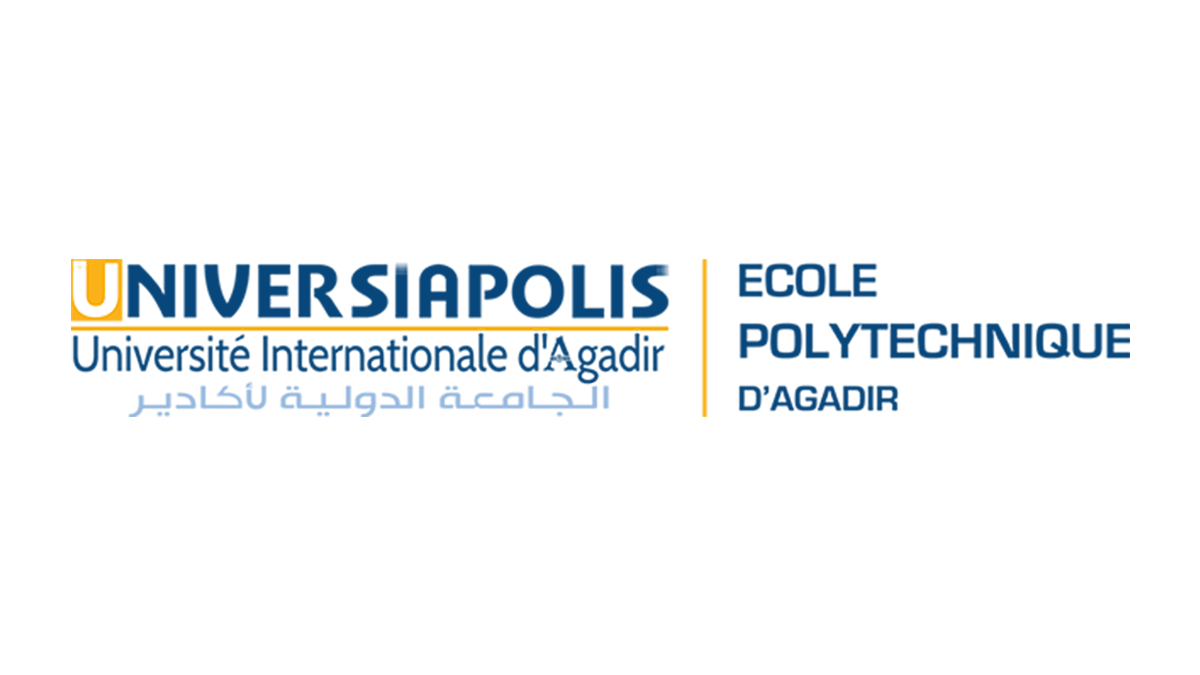 UNIVERSIAPOLIS
Université Internationale d'Agadir
الجامعة الدولية لأكادير
ECOLE
POLYTECHNIQUE
D'AGADIR